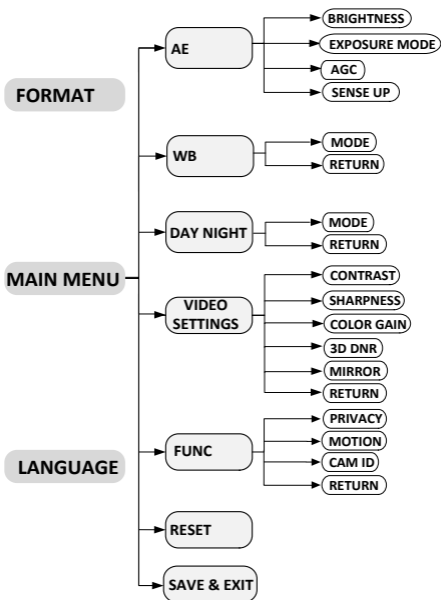 FORMAT
MAIN MENU
LANGUAGE
AE
BRIGHTNESS
EXPOSURE MODE
AGC
SENSE UP
WB
MODE
RETURN
DAY NIGHT
MODE
RETURN
VIDEO
SETTINGS
CONTRAST
SHARPNESS
COLOR GAIN
3D DNR
MIRROR
RETURN
FUNC
PRIVACY
MOTION
CAM ID
RETURN
RESET
SAVE & EXIT